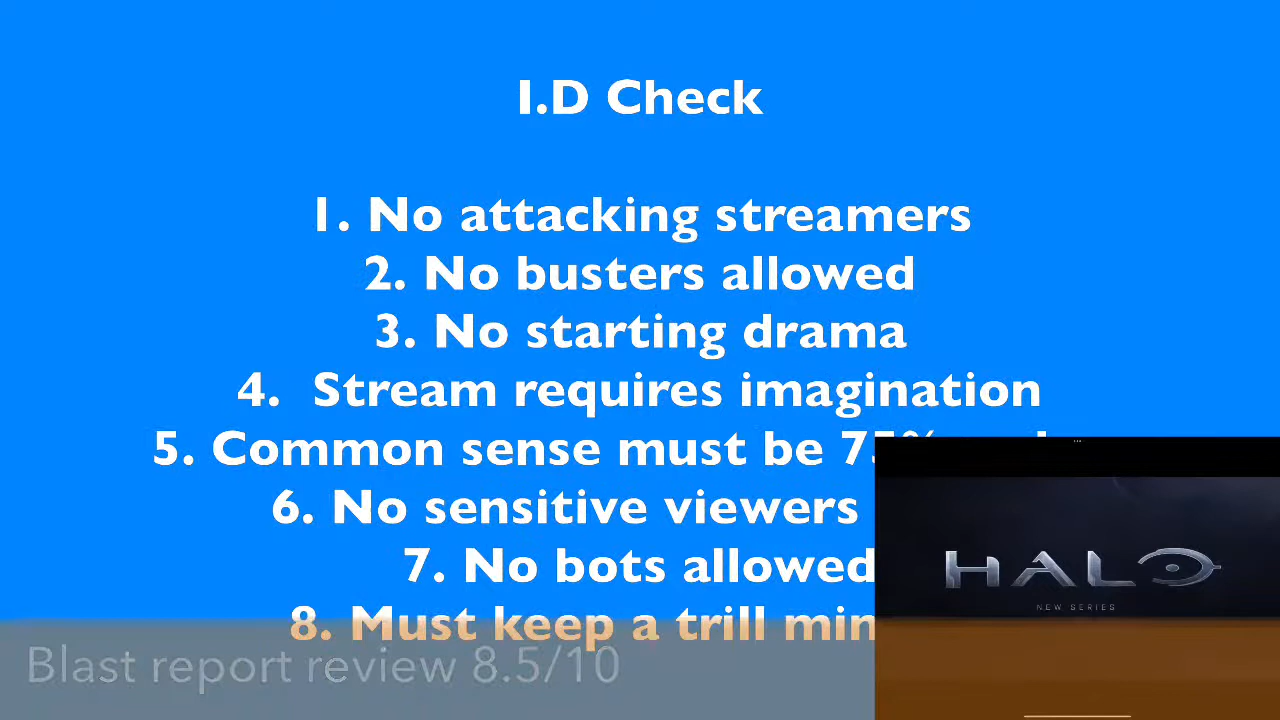 I.D Check
1. No attacking streamers
2. No busters allowed
3. No starting drama
4. Stream requires imagination
5. Common sense must be
6. No sensitive viewers
7. No bots allowed
8. Must keep a trill
HALO
NEW SERIES
Blast report review 8.5/10